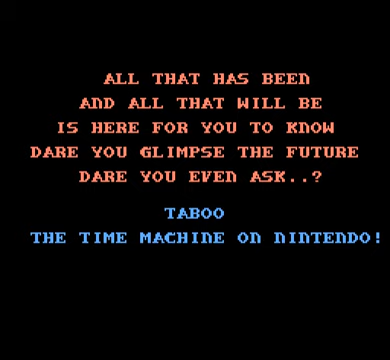 ALL THAT HAS BEEN
AND ALL THAT WILL BE
IS HERE FOR YOU TO KNOW
DARE YOU GLIMPSE THE FUTURE
DARE YOU EVEN ASK..?
TABOO
THE TIME MACHINE ON NINTENDO!